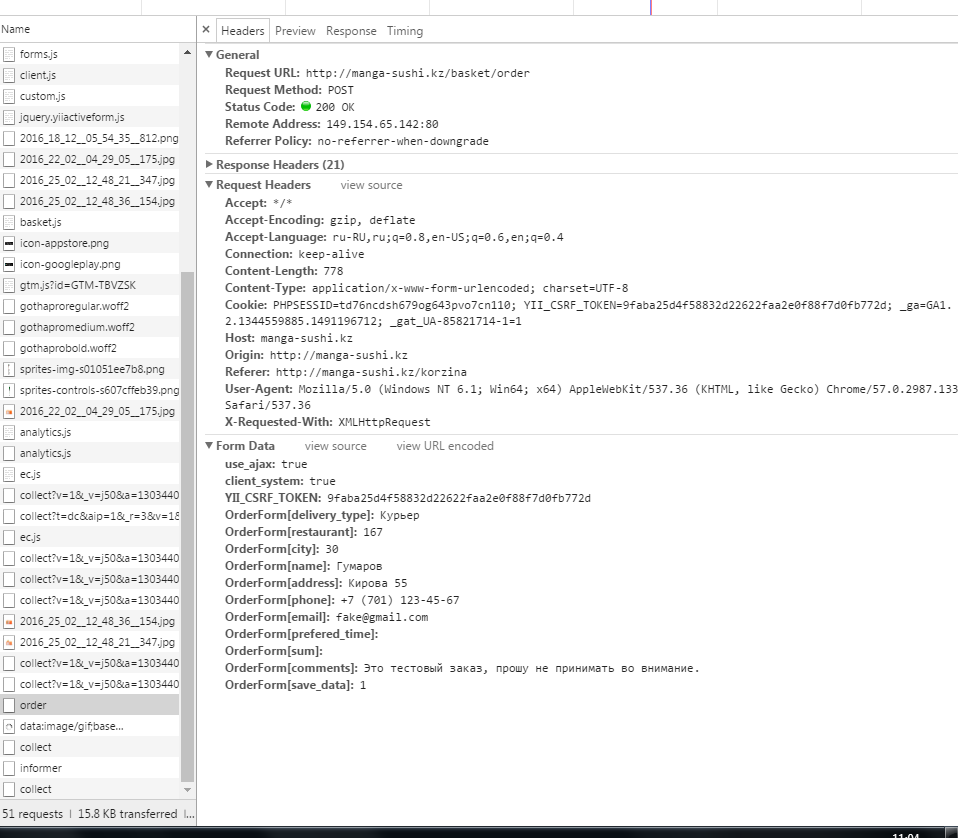 Name
forms.js
client.js
custom.js
jquery.yiiactiveform.js
2016_18_12__05_54_35__812.png
2016_22_02__04_29_05__175.jpg
2016_25_02__12_48_21__347.jpg
2016_25_02__12_48_36__154.jpg
basket.js
icon-appstore.png
icon-googleplay.png
gtm.js?id=GTM-TBVZSK
gothaproregular.woff2
gothapromedium.woff2
gothaprobold.woff2
sprites-img-s01051ee7b8.png
sprites-controls-s607cffeb39.png
2016_22_02__04_29_05__175.jpg
analytics.js
analytics.js
ec.js
collect?v=1&_v=j50&a=1303440
collect?t=dc&aip=1&_r=3&v=1&
ec.js
collect?v=1&_v=j50&a=1303440
collect?v=1&_v=j50&a=1303440
collect?v=1&_v=j50&a=1303440
2016_25_02__12_48_36__154.jpg
2016_25_02__12_48_21__347.jpg
collect?v=1&_v=j50&a=1303440
collect?v=1&_v=j50&a=1303440
order
data:image/gif;base...
collect
informer
collect
51 requests | 15.8 KB transferred | ...
× Headers Preview Response Timing
General
Request URL: http://manga-sushi.kz/basket/order
Request Method: POST
Status Code: 200 OK
Remote Address: 149.154.65.142:80
Referrer Policy: no-referrer-when-downgrade
Response Headers (21)
Request Headers view source
Accept: */*
Accept-Encoding: gzip, deflate
Accept-Language: ru-RU,ru;q=0.8,en-US;q=0.6,en;q=0.4
Connection: keep-alive
Content-Length: 778
Content-Type: application/x-www-form-urlencoded; charset=UTF-8
Cookie: PHPSESSID=td76ncdsh679og643pvo7cn110; YII_CSRF_TOKEN=9faba25d4f58832d22622faa2e0f88f7d0fb772d; _ga=GA1.
2.1344559885.1491196712; _gat_UA-85821714-1=1
Host: manga-sushi.kz
Origin: http://manga-sushi.kz
Referer: http://manga-sushi.kz/korzina
User-Agent: Mozilla/5.0 (Windows NT 6.1; Win64; x64) AppleWebKit/537.36 (KHTML, like Gecko) Chrome/57.0.2987.133
Safari/537.36
X-Requested-With: XMLHttpRequest
Form Data view source view URL encoded
use_ajax: true
client_system: true
YII_CSRF_TOKEN: 9faba25d4f58832d22622faa2e0f88f7d0fb772d
OrderForm[delivery_type]: Курьер
OrderForm[restaurant]: 167
OrderForm[city]: 30
OrderForm[name]: Гумаров
OrderForm[address]: Кирова 55
OrderForm[phone]: +7 (701) 123-45-67
OrderForm[email]: fake@gmail.com
OrderForm[prefered_time]:
OrderForm[sum]:
OrderForm[comments]: Это тестовый заказ, прошу не принимать во внимание.
OrderForm[save_data]: 1
11:04